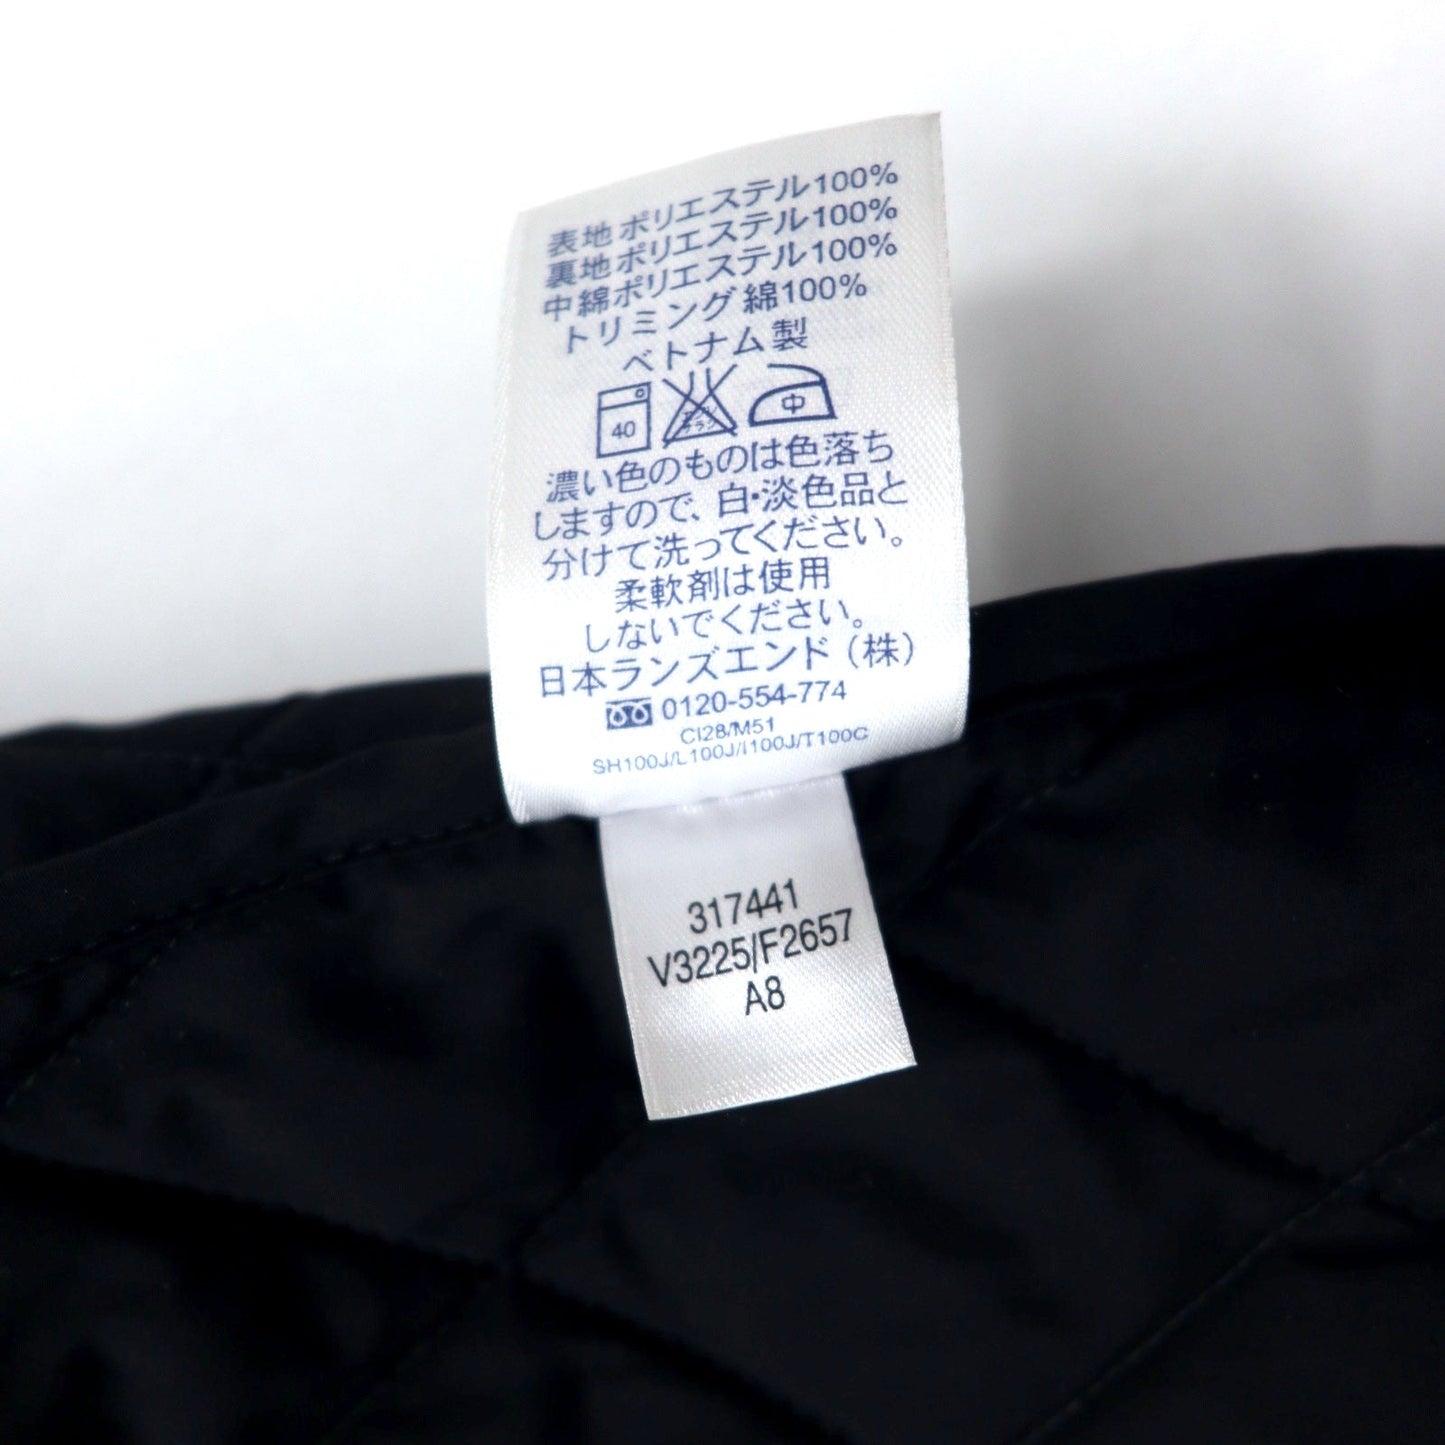 表地 ポリエステル100%
裏地 ポリエステル100%
中綿 ポリエステル100%
トリミング 綿100%
ベトナム製
40 エンソサラシ 中
濃い色のものは色落ち
しますので、白・淡色品と
分けて洗ってください。
柔軟剤は使用
しないでください。
日本ランズエンド（株）
0120-554-774
CI28/M51
SH100J/L100J/I100J/T100C
317441
V3225/F2657
A8